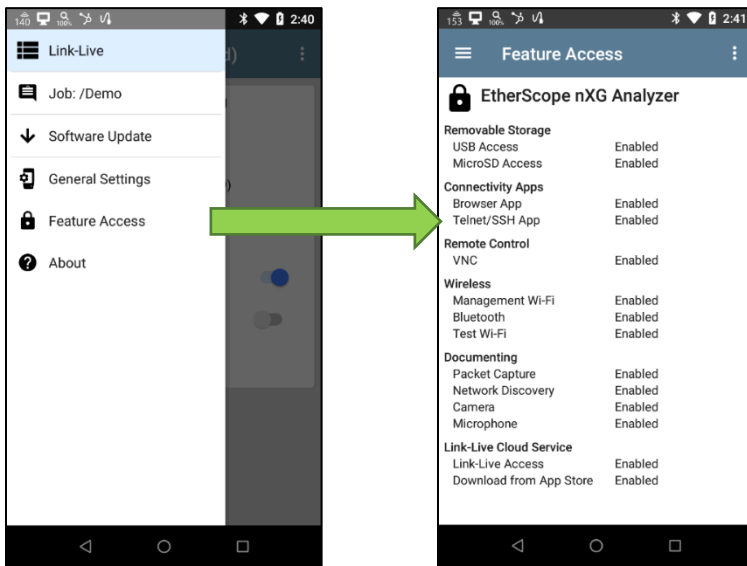 140
100%
2:40
d)
Link-Live
Job: /Demo
Software Update
)
General Settings
Feature Access
About
153
100%
2:41
Feature Access
EtherScope nXG Analyzer
Removable Storage
USB Access Enabled
MicroSD Access Enabled
Connectivity Apps
Browser App Enabled
Telnet/SSH App Enabled
Remote Control
VNC Enabled
Wireless
Management Wi-Fi Enabled
Bluetooth Enabled
Test Wi-Fi Enabled
Documenting
Packet Capture Enabled
Network Discovery Enabled
Camera Enabled
Microphone Enabled
Link-Live Cloud Service
Link-Live Access Enabled
Download from App Store Enabled